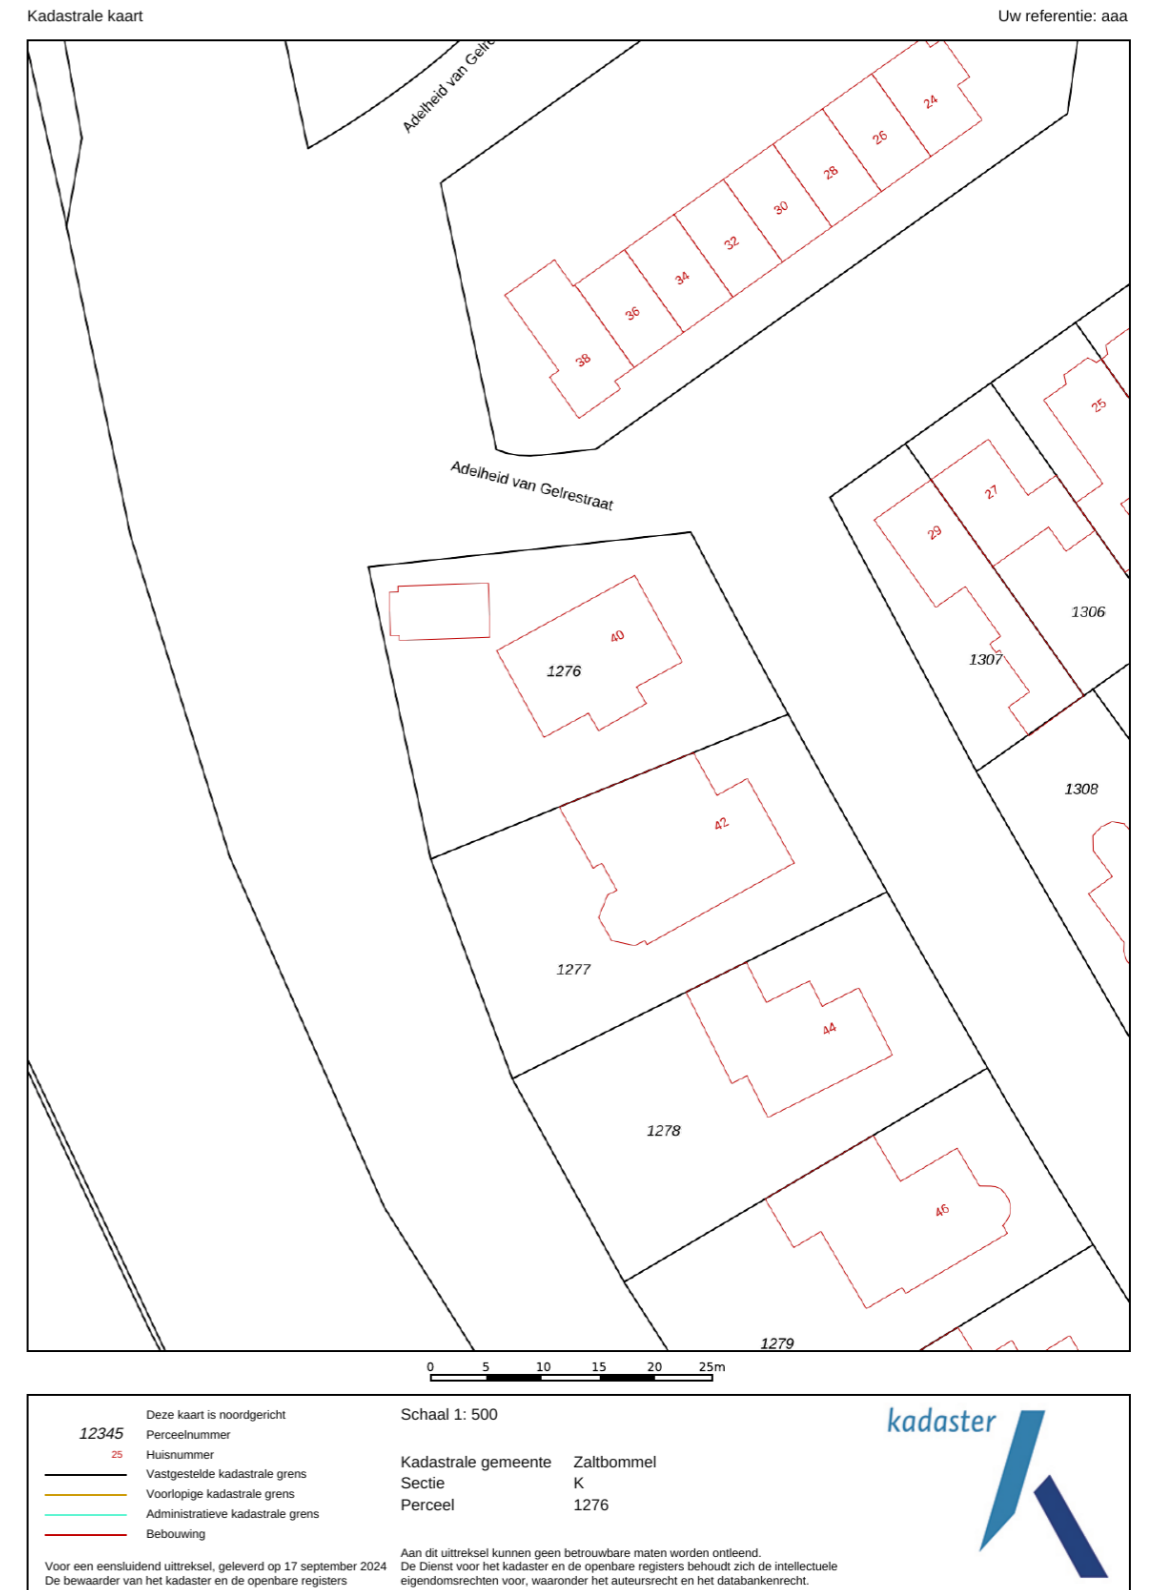 Kadastrale kaart
Uw referentie: aaa
Adelheid van Gelre
24
26
28
30
32
34
36
38
25
27
29
Adelheid van Gelrestraat
1306
1307
40
1276
1308
42
1277
44
1278
46
1279
0 5 10 15 20 25m
Deze kaart is noordgericht
12345 Perceelnummer
25 Huisnummer
Vastgestelde kadastrale grens
Voorlopige kadastrale grens
Administratieve kadastrale grens
Bebouwing
Voor een eensluidend uittreksel, geleverd op 17 september 2024
De bewaarder van het kadaster en de openbare registers
Schaal 1: 500
Kadastrale gemeente Zaltbommel
Sectie K
Perceel 1276
Aan dit uittreksel kunnen geen betrouwbare maten worden ontleend.
De Dienst voor het kadaster en de openbare registers behoudt zich de intellectuele
eigendomsrechten voor, waaronder het auteursrecht en het databankenrecht.
kadaster